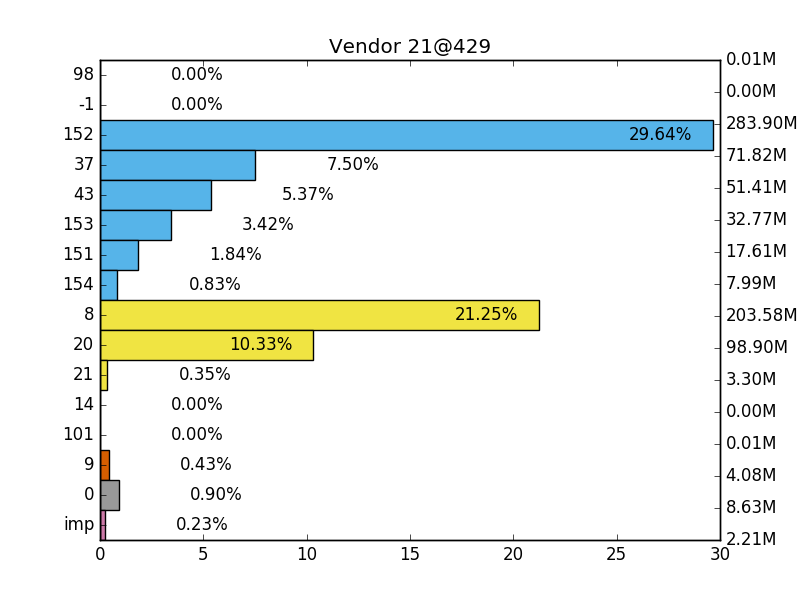 Vendor 21@429
98 0.00% 0.01M
-1 0.00% 0.00M
152 29.64% 283.90M
37 7.50% 71.82M
43 5.37% 51.41M
153 3.42% 32.77M
151 1.84% 17.61M
154 0.83% 7.99M
8 21.25% 203.58M
20 10.33% 98.90M
21 0.35% 3.30M
14 0.00% 0.00M
101 0.00% 0.01M
9 0.43% 4.08M
0 0.90% 8.63M
imp 0.23% 2.21M
0 5 10 15 20 25 30